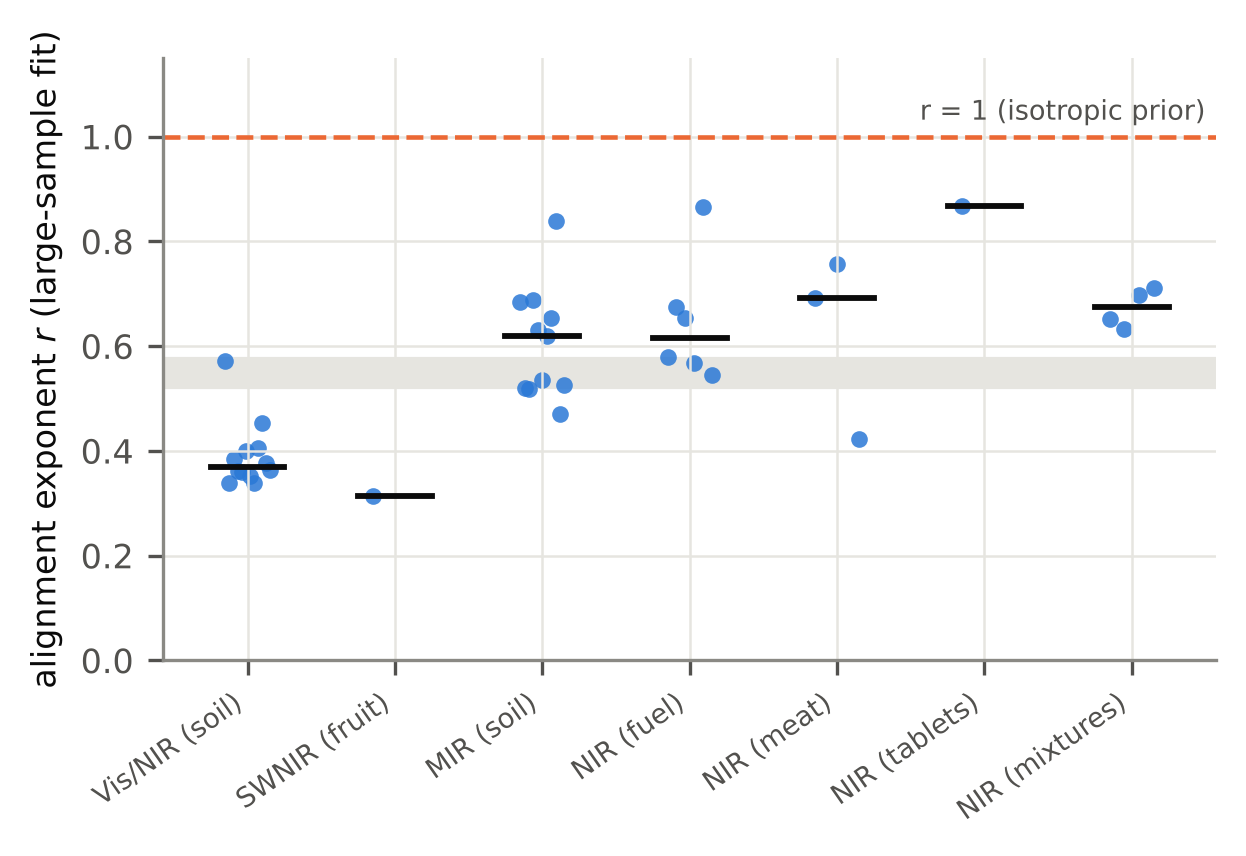 alignment exponent r (large-sample fit)
1.0
0.8
0.6
0.4
0.2
0.0
r = 1 (isotropic prior)
Vis/NIR (soil)
SWNIR (fruit)
MIR (soil)
NIR (fuel)
NIR (meat)
NIR (tablets)
NIR (mixtures)